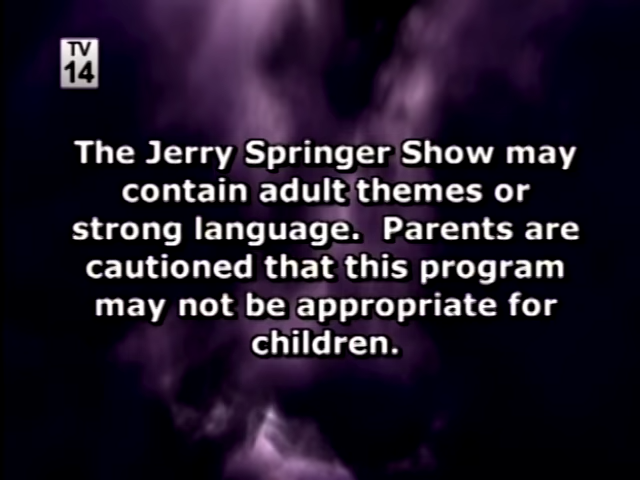 TV
14
The Jerry Springer Show may
contain adult themes or
strong language.  Parents are
cautioned that this program
may not be appropriate for
children.